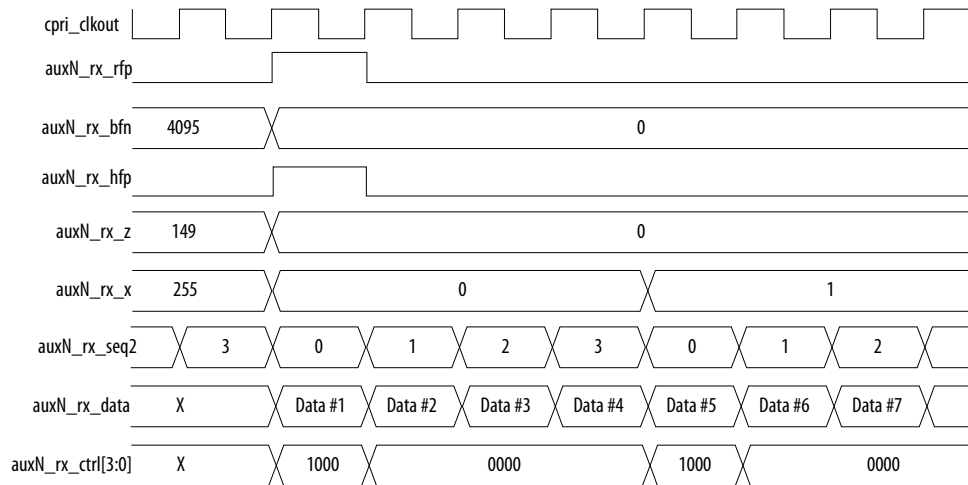 cpri_clkout
auxN_rx_rfp
auxN_rx_bfn 4095 0
auxN_rx_hfp
auxN_rx_z 149 0
auxN_rx_x 255 0 1
auxN_rx_seq2 3 0 1 2 3 0 1 2
auxN_rx_data X Data #1 Data #2 Data #3 Data #4 Data #5 Data #6 Data #7
auxN_rx_ctrl[3:0] X 1000 0000 1000 0000